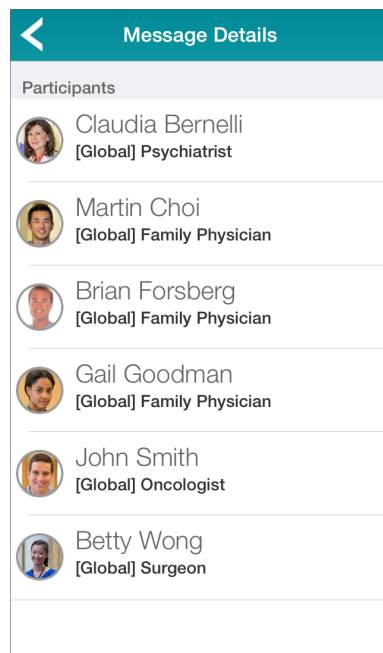 Message Details
Participants
Claudia Bernelli
[Global] Psychiatrist
Martin Choi
[Global] Family Physician
Brian Forsberg
[Global] Family Physician
Gail Goodman
[Global] Family Physician
John Smith
[Global] Oncologist
Betty Wong
[Global] Surgeon